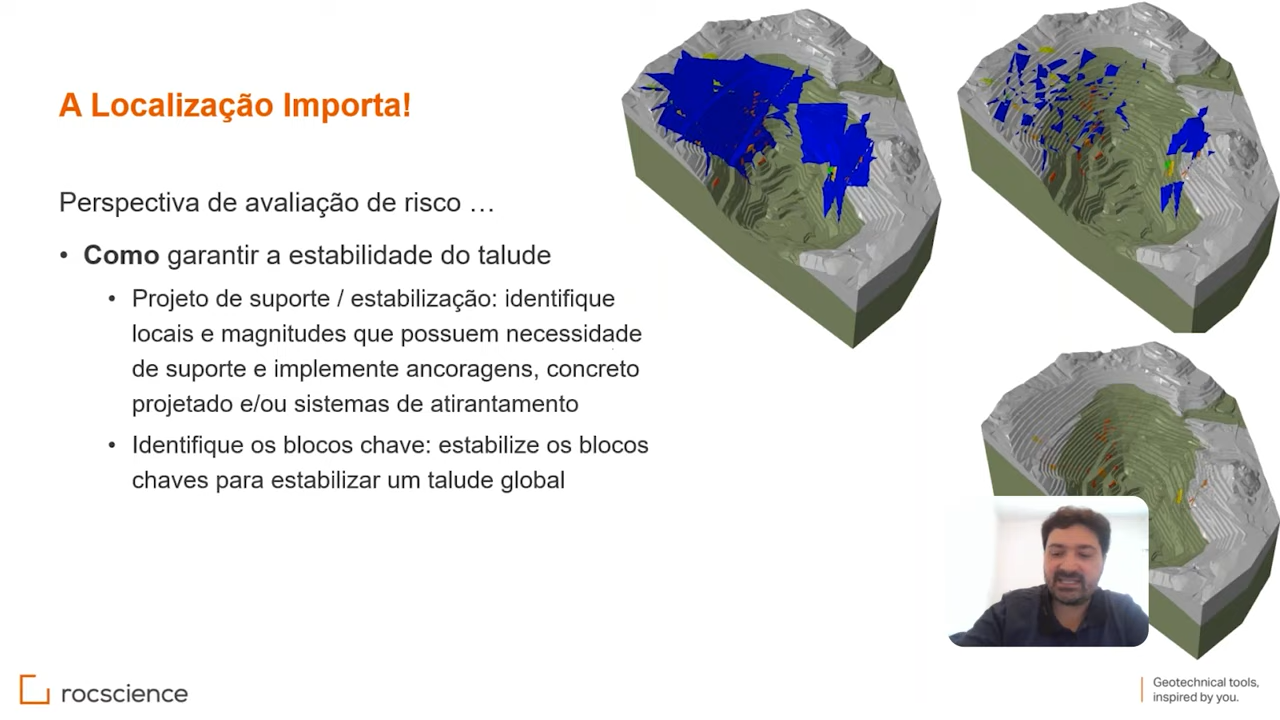 A Localização Importa!
Perspectiva de avaliação de risco …
• Como garantir a estabilidade do talude
• Projeto de suporte / estabilização: identifique
locais e magnitudes que possuem necessidade
de suporte e implemente ancoragens, concreto
projetado e/ou sistemas de atirantamento
• Identifique os blocos chave: estabilize os blocos
chaves para estabilizar um talude global
rocscience
Geotechnical tools,
inspired by you.